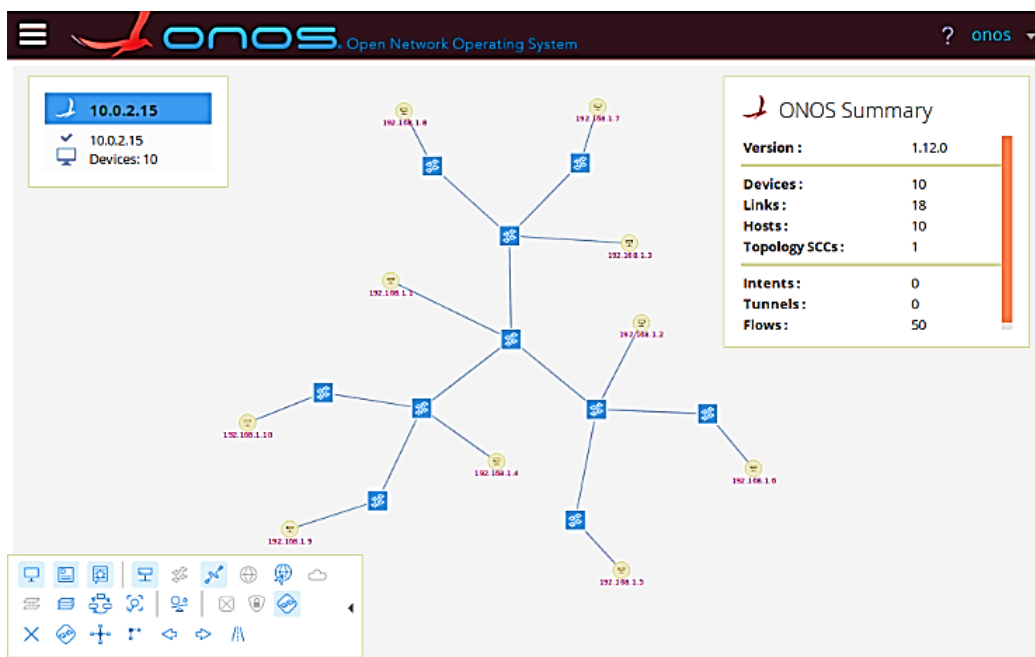 onos. Open Network Operating System
? onos
10.0.2.15
10.0.2.15
Devices: 10
ONOS Summary
Version : 1.12.0
Devices: 10
Links: 18
Hosts: 10
Topology SCCs: 1
Intents: 0
Tunnels: 0
Flows: 50
192.168.1.8
192.168.1.7
192.168.1.3
192.168.1.1
192.168.1.2
192.168.1.10
192.168.1.4
192.168.1.6
192.168.1.9
192.168.1.5